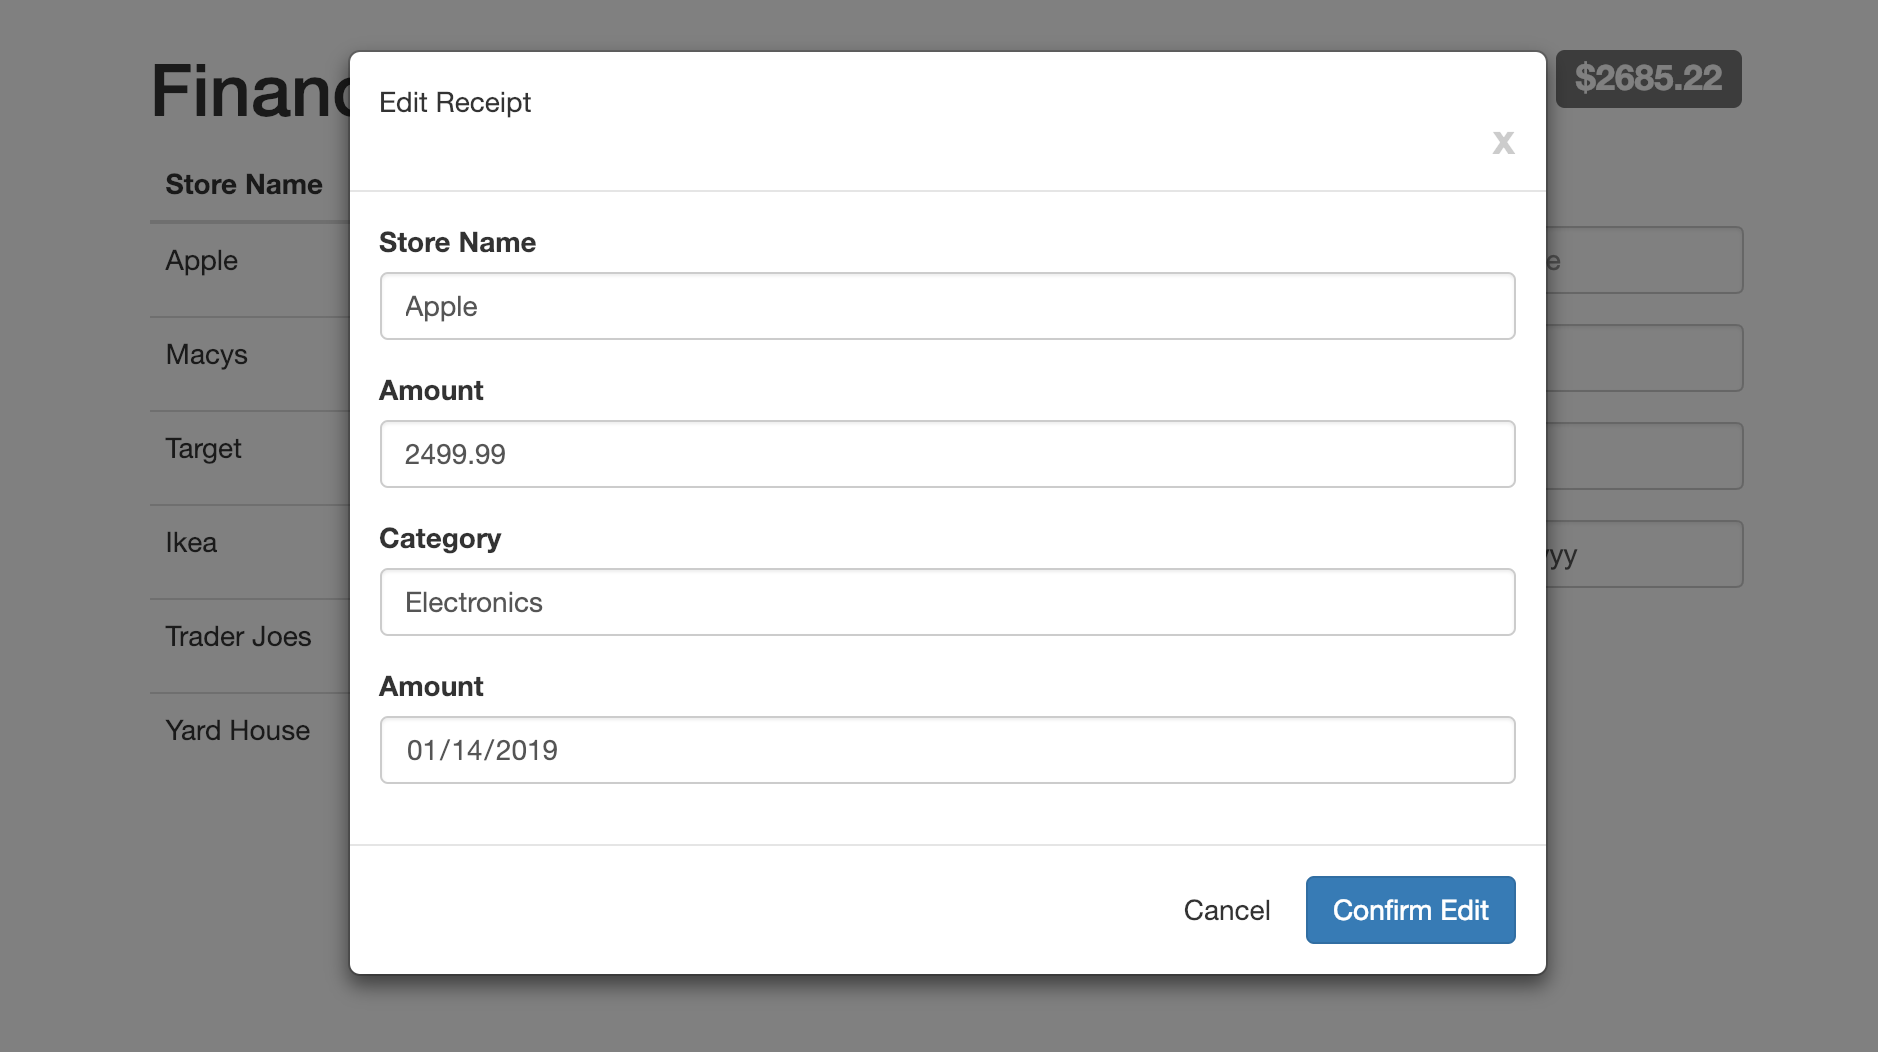 Financ
$2685.22
Edit Receipt
x
Store Name
Apple
Macys
Target
Ikea
Trader Joes
Yard House
Store Name
Apple
Amount
2499.99
Category
Electronics
Amount
01/14/2019
Cancel
Confirm Edit
e
yyy